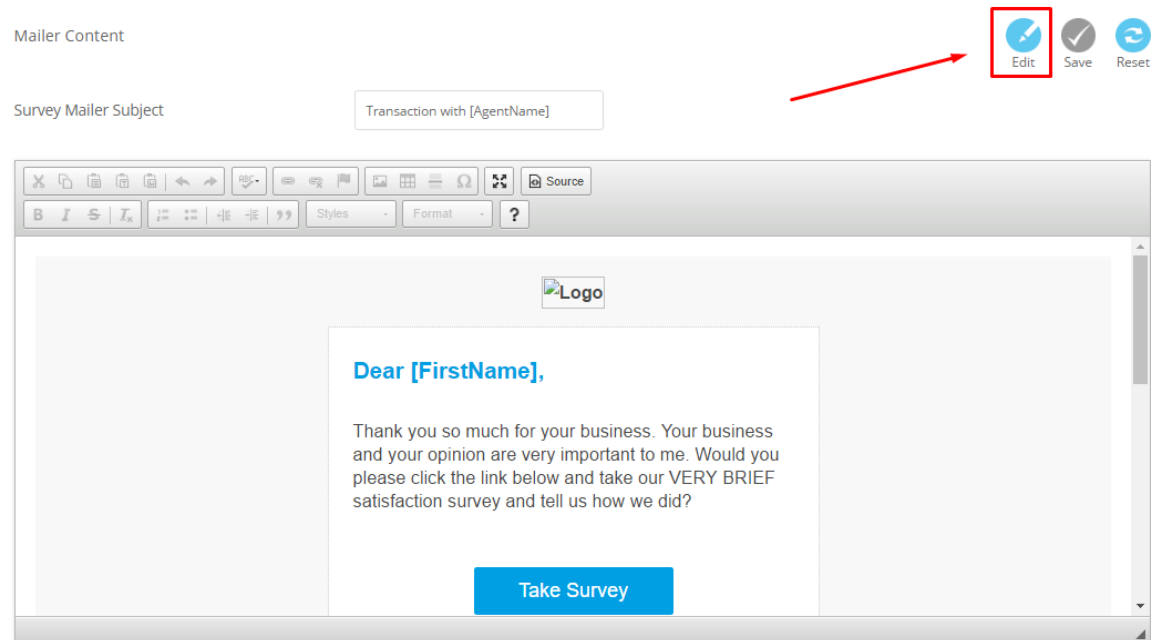 Mailer Content
Edit
Save
Reset
Survey Mailer Subject
Transaction with [AgentName]
ABC
Ω
Source
B I S Ix
Styles
Format
?
Logo
Dear [FirstName],
Thank you so much for your business. Your business
and your opinion are very important to me. Would you
please click the link below and take our VERY BRIEF
satisfaction survey and tell us how we did?
Take Survey